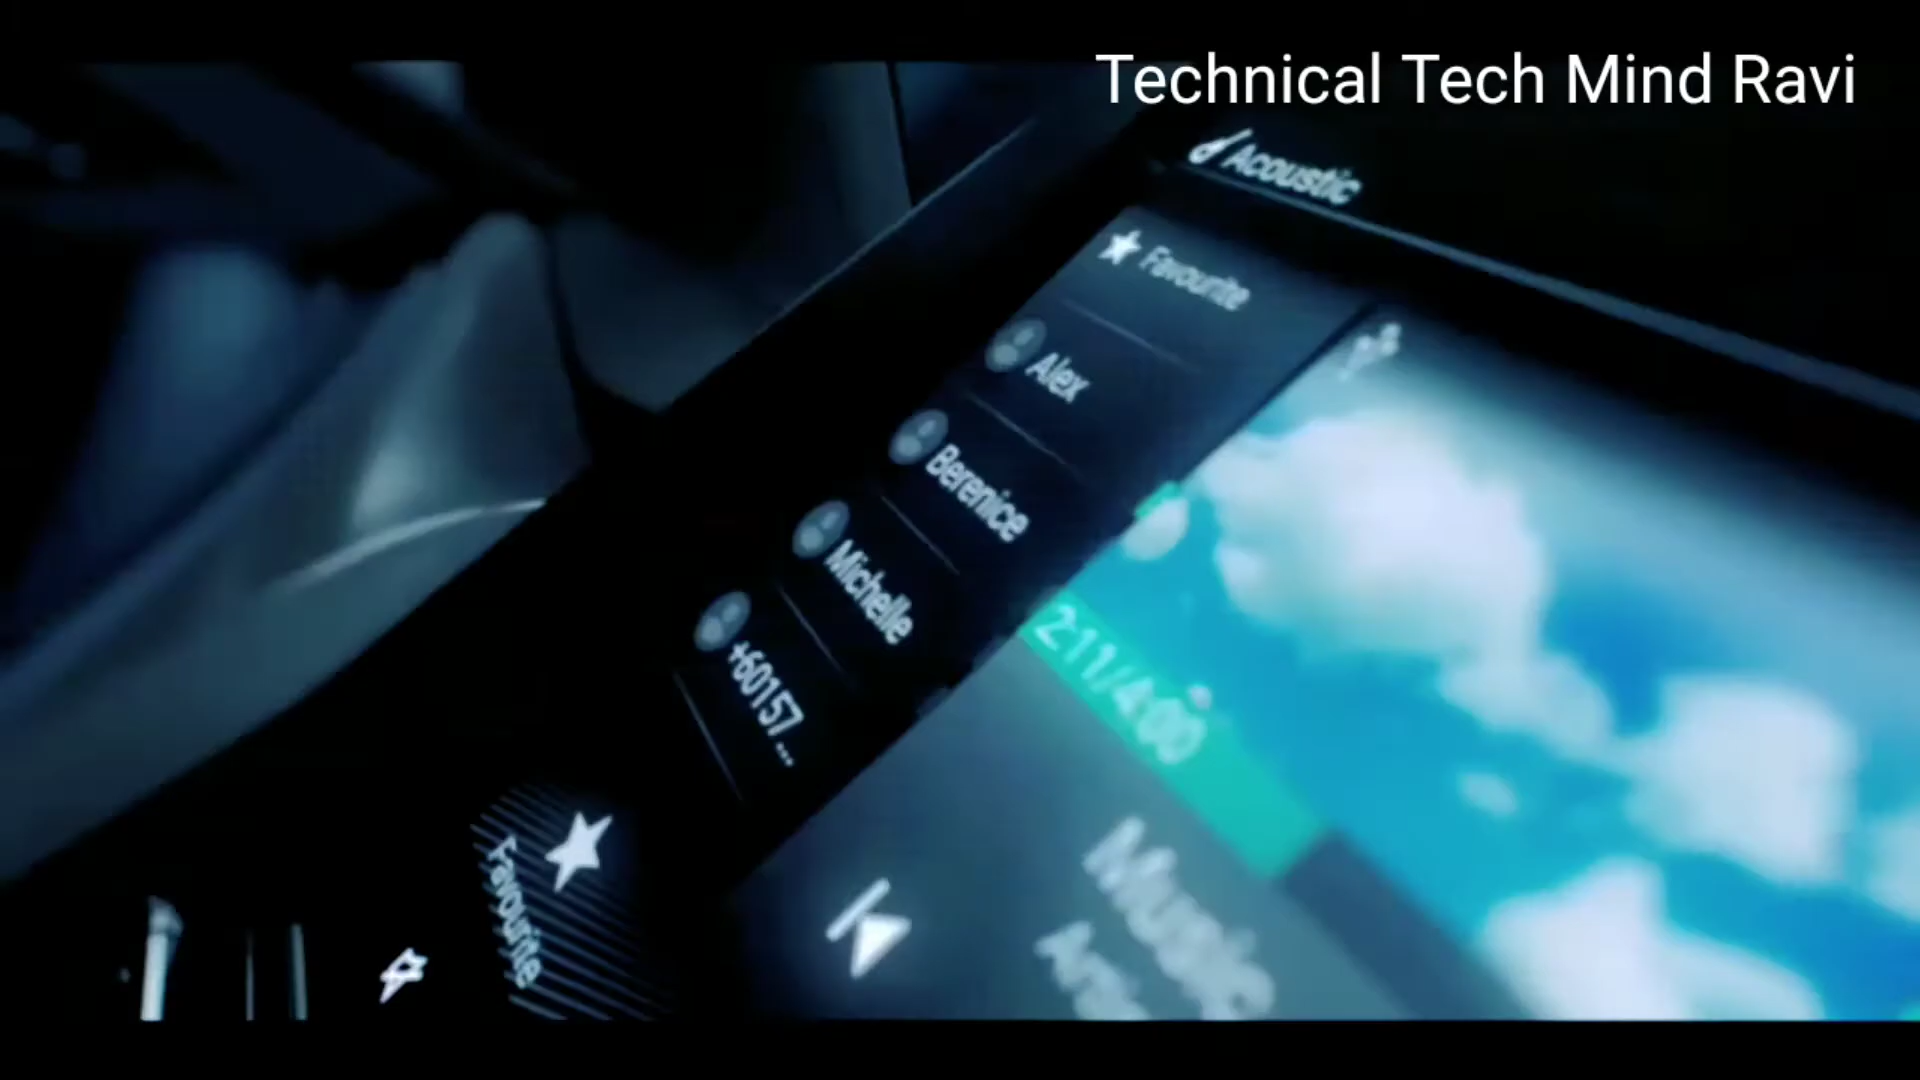 Technical Tech Mind Ravi
Acoustic
Favourite
Alex
Berenice
Michelle
+60157...
2:11/4:00
Favourite
Music